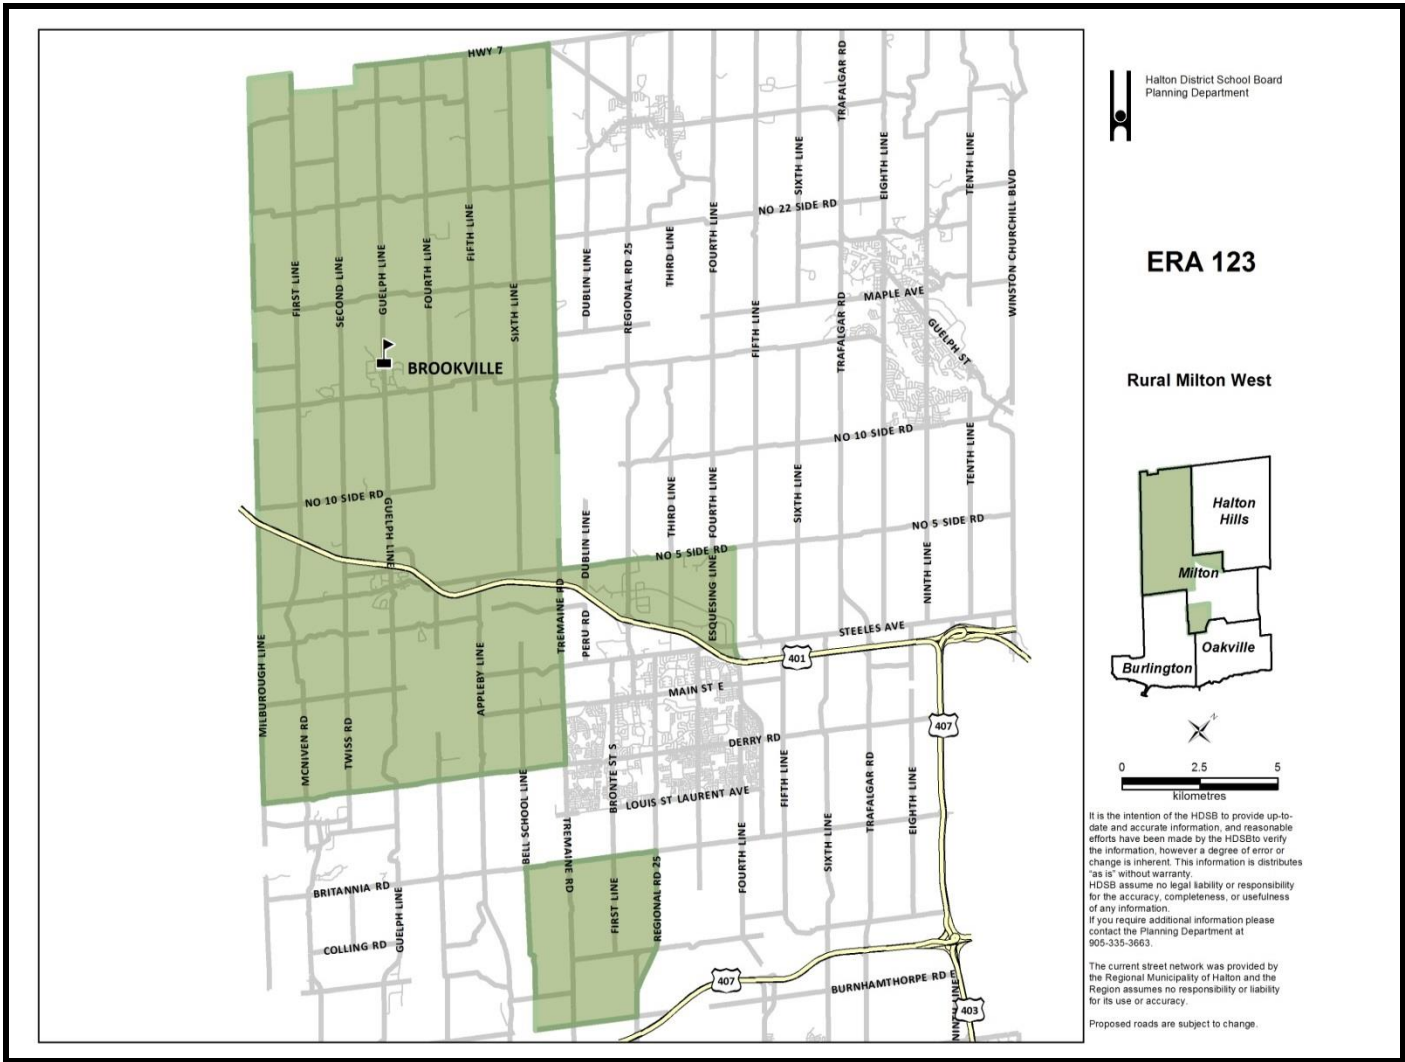 HWY 7
TRAFALGAR RD
SIXTH LINE
EIGHTH LINE
TENTH LINE
WINSTON CHURCHILL BLVD
NO 22 SIDE RD
FIRST LINE
SECOND LINE
GUELPH LINE
FOURTH LINE
FIFTH LINE
SIXTH LINE
DUBLIN LINE
REGIONAL RD 25
THIRD LINE
FOURTH LINE
FIFTH LINE
TRAFALGAR RD
MAPLE AVE
GUELPH ST
BROOKVILLE
NO 10 SIDE RD
TENTH LINE
NO 10 SIDE RD
GUELPH LINE
DUBLIN LINE
THIRD LINE
FOURTH LINE
SIXTH LINE
NO 5 SIDE RD
NO 5 SIDE RD
NINTH LINE
TREMAINE RD
PERU RD
ESQUESING LINE
STEELES AVE
401
MILBOROUGH LINE
APPLEBY LINE
MAIN ST E
407
MCNIVEN RD
TWISS RD
BRONTE ST S
DERRY RD
FIFTH LINE
TRAFALGAR RD
EIGHTH LINE
LOUIS ST LAURENT AVE
BELL SCHOOL LINE
TREMAINE RD
FOURTH LINE
SIXTH LINE
BRITANNIA RD
GUELPH LINE
FIRST LINE
REGIONAL RD 25
COLLING RD
407
BURNHAMTHORPE RD E
NINTH LINE
403
Halton District School Board
Planning Department
ERA 123
Rural Milton West
Halton
Hills
Milton
Oakville
Burlington
N
0 2.5 5
kilometres
It is the intention of the HDSB to provide up-to-
date and accurate information, and reasonable
efforts have been made by the HDSBto verify
the information, however a degree of error or
change is inherent. This information is distributes
"as is" without warranty.
HDSB assume no legal liability or responsibility
for the accuracy, completeness, or usefulness
of any information.
If you require additional information please
contact the Planning Department at
905-335-3663.
The current street network was provided by
the Regional Municipality of Halton and the
Region assumes no responsibility or liability
for its use or accuracy.
Proposed roads are subject to change.